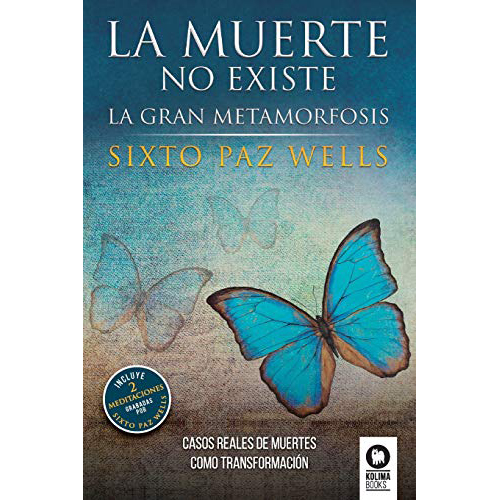 LA MUERTE
NO EXISTE
LA GRAN METAMORFOSIS
SIXTO PAZ WELLS
INCLUYE
2
MEDITACIONES
GRABADAS
POR
SIXTO PAZ WELLS
CASOS REALES DE MUERTES
COMO TRANSFORMACIÓN
KOLIMA
BOOKS